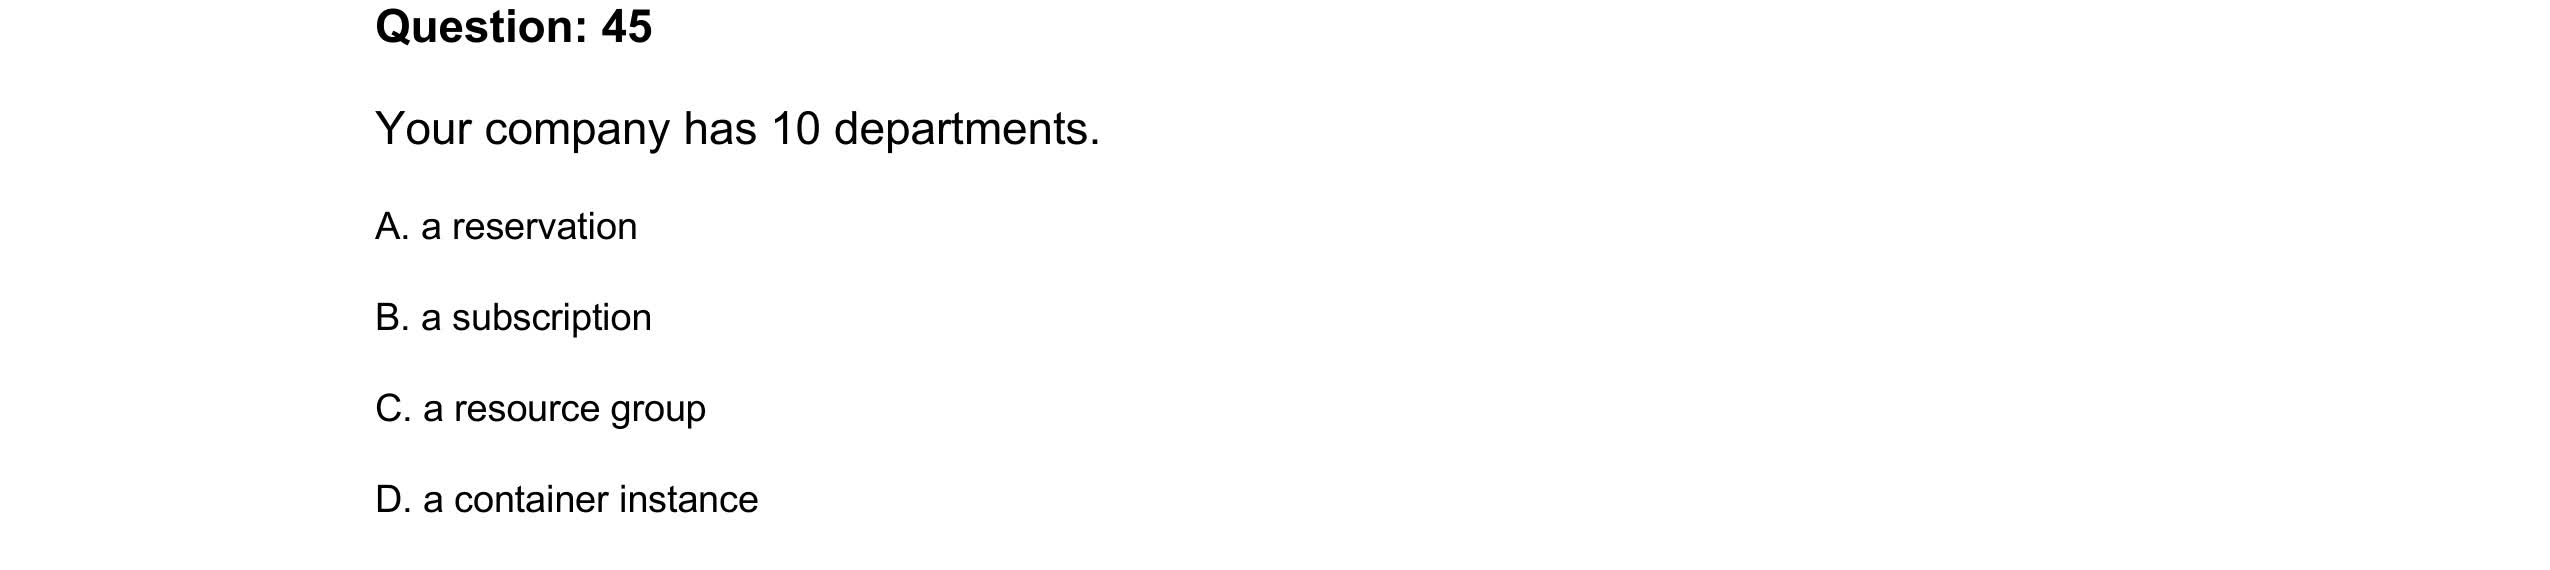 Question: 45
Your company has 10 departments.
A. a reservation
B. a subscription
C. a resource group
D. a container instance